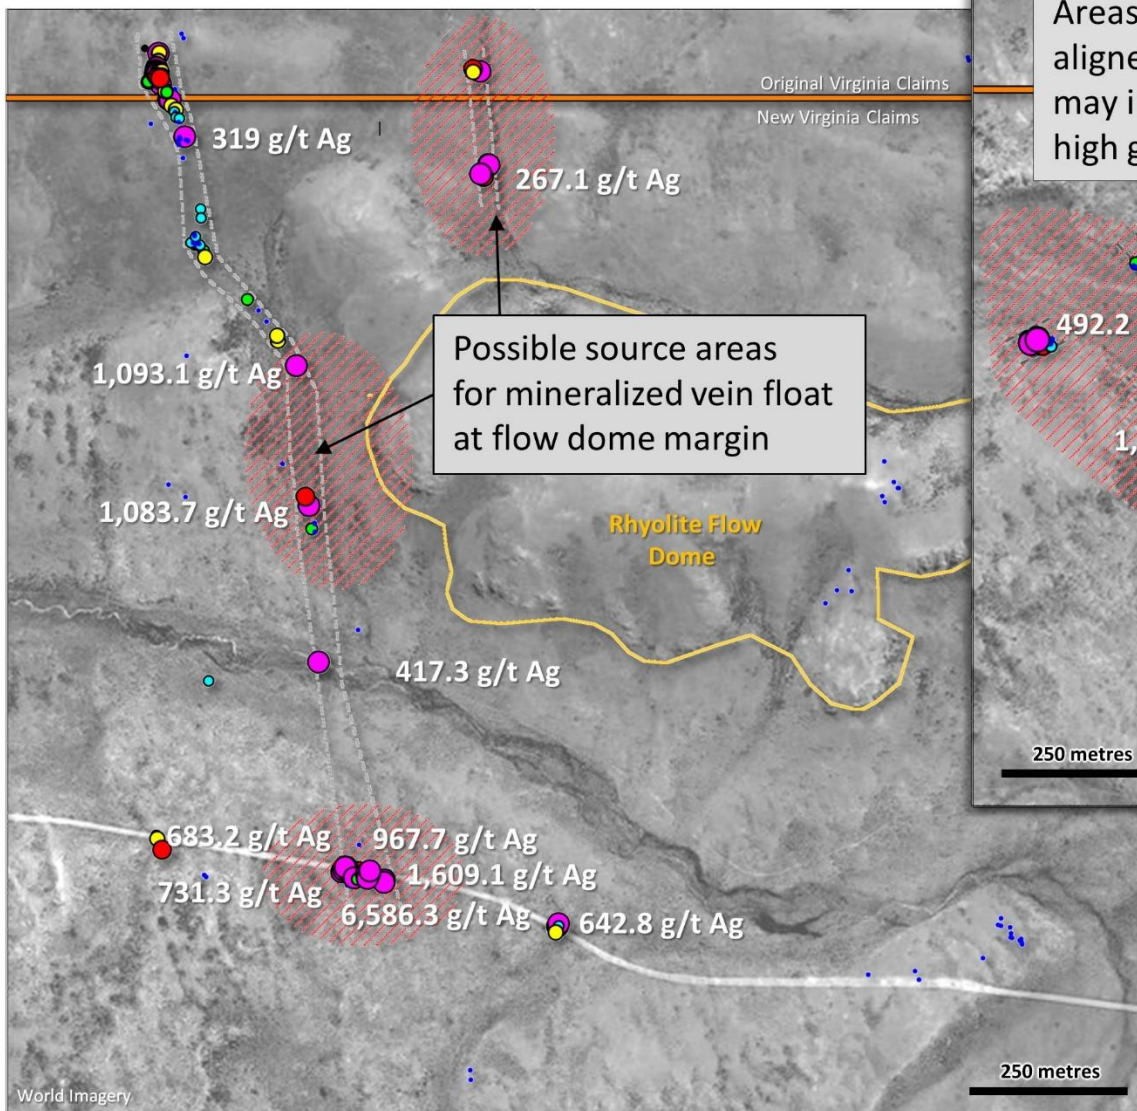 Areas
aligne
may i
high g
Original Virginia Claims
New Virginia Claims
319 g/t Ag
267.1 g/t Ag
492.2
Possible source areas
for mineralized vein float
at flow dome margin
1,093.1 g/t Ag
1,
1,083.7 g/t Ag
Rhyolite Flow
Dome
417.3 g/t Ag
250 metres
683.2 g/t Ag
967.7 g/t Ag
1,609.1 g/t Ag
731.3 g/t Ag
6,586.3 g/t Ag
642.8 g/t Ag
250 metres
World Imagery